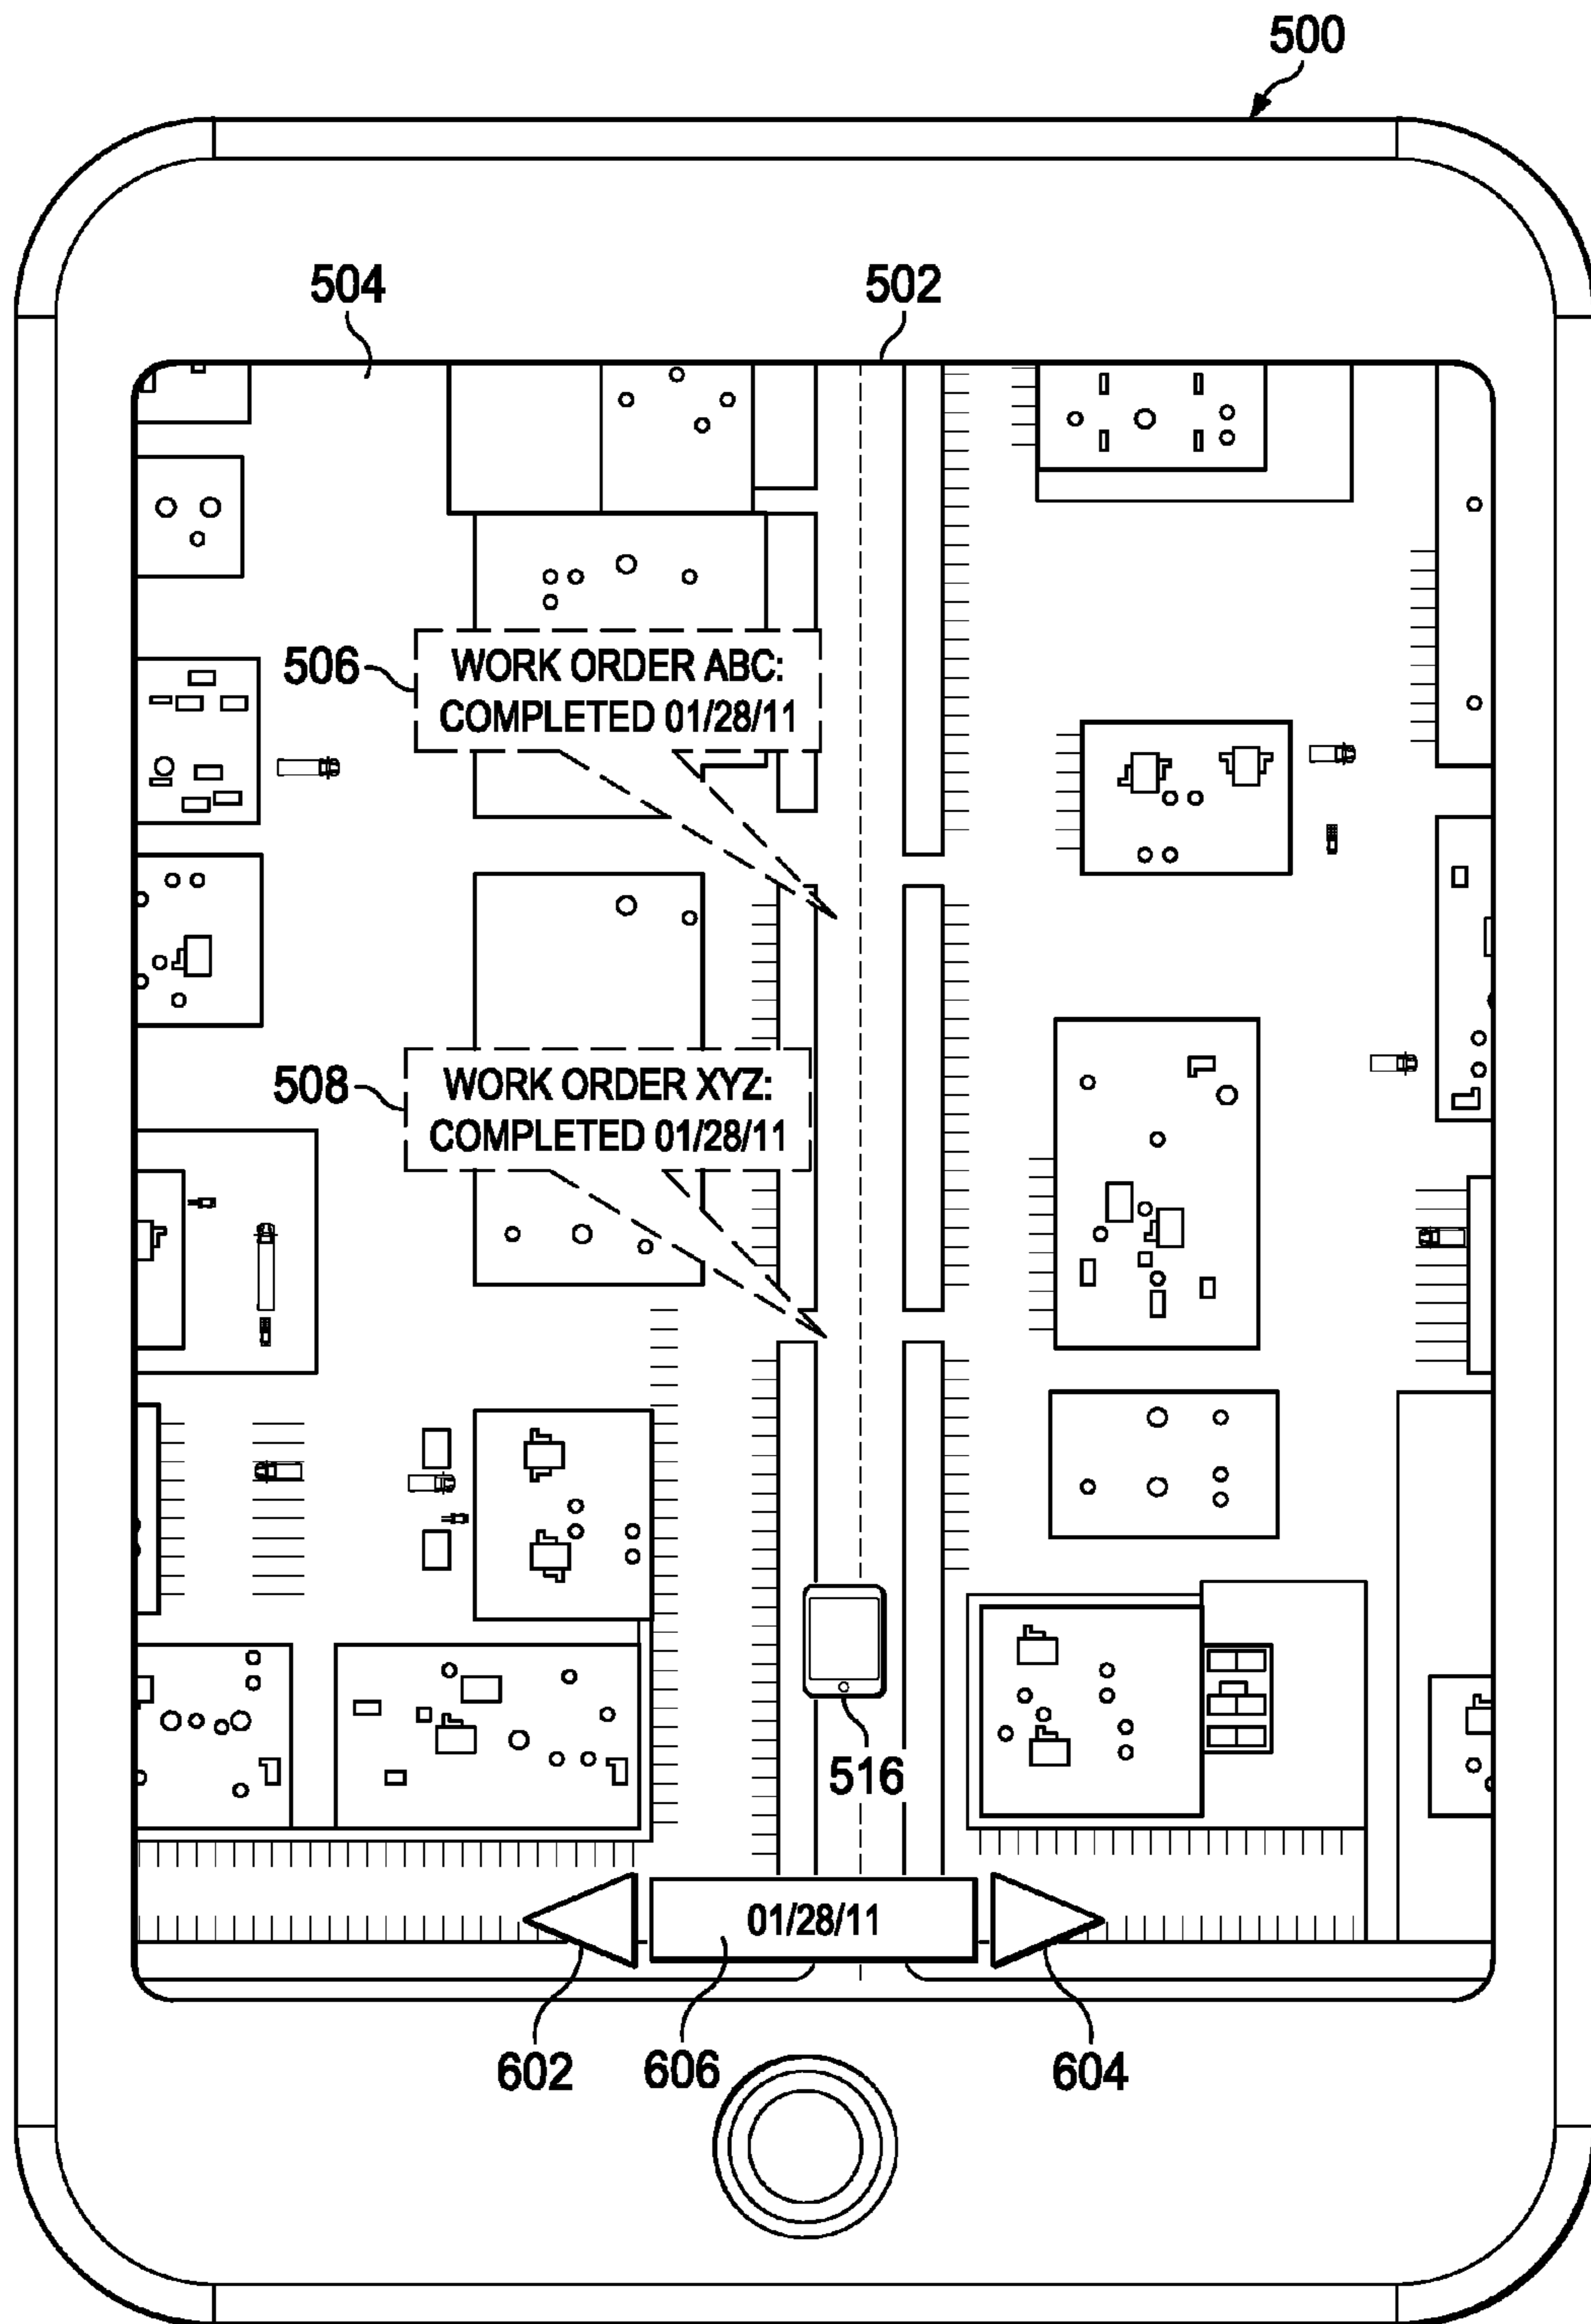 500
504
502
506
WORK ORDER ABC:
COMPLETED 01/28/11
508
WORK ORDER XYZ:
COMPLETED 01/28/11
516
01/28/11
602
606
604